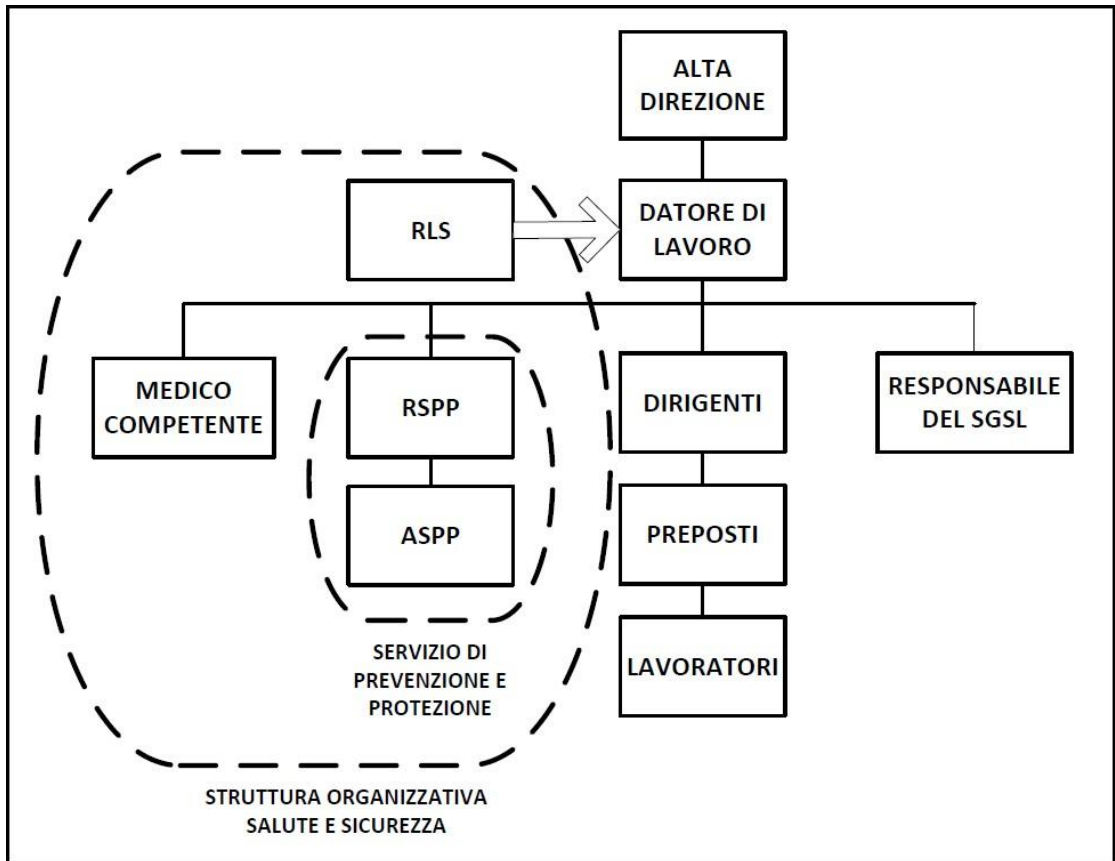 ALTA
DIREZIONE
RLS
DATORE DI
LAVORO
MEDICO
COMPETENTE
RSPP
DIRIGENTI
RESPONSABILE
DEL SGSL
ASPP
PREPOSTI
LAVORATORI
SERVIZIO DI
PREVENZIONE E
PROTEZIONE
STRUTTURA ORGANIZZATIVA
SALUTE E SICUREZZA